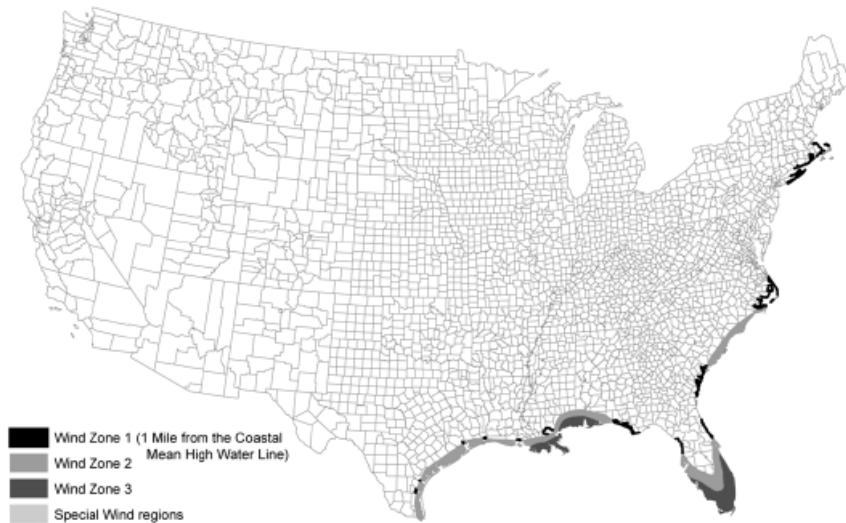 Wind Zone 1 (1 Mile from the Coastal
Mean High Water Line)
Wind Zone 2
Wind Zone 3
Special Wind regions